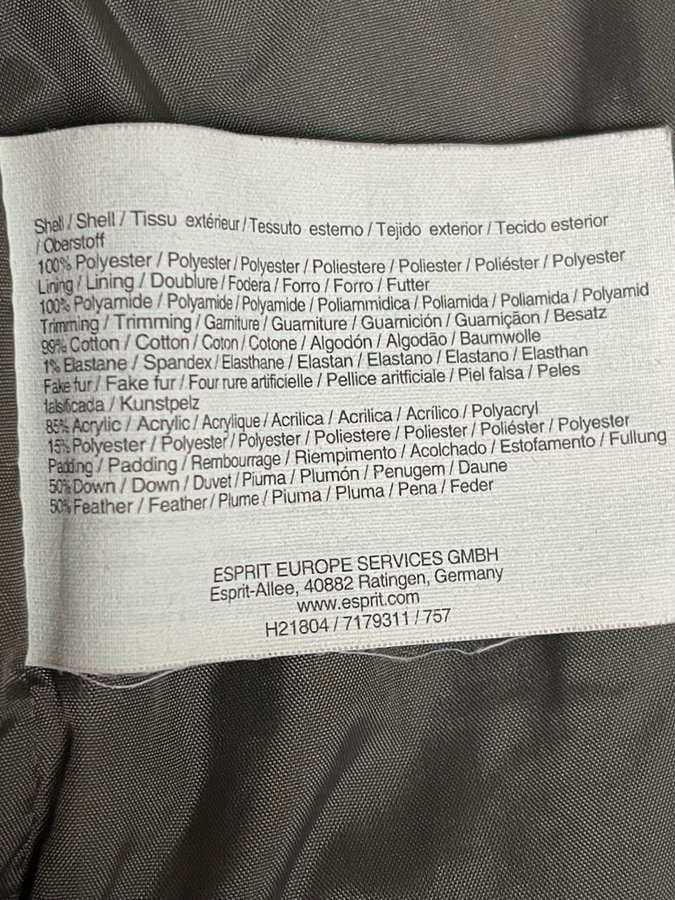 Shell / Shell / Tissu extérieur / Tessuto esterno / Tejido exterior / Tecido esterior
/ Oberstoff
100% Polyester / Polyester / Polyester / Poliestere / Poliester / Poliéster / Polyester
Lining / Lining / Doublure / Fodera / Forro / Forro / Futter
100% Polyamide / Polyamide / Polyamide / Poliammidica / Poliamida / Poliamida / Polyamid
Trimming / Trimming / Garniture / Guarniture / Guarnición / Guarniçãon / Besatz
99% Cotton / Cotton / Coton / Cotone / Algodón / Algodão / Baumwolle
1% Elastane / Spandex / Elasthane / Elastan / Elastano / Elastano / Elasthan
Fake fur / Fake fur / Four rure artificielle / Pellice aritficiale / Piel falsa / Peles
falsificada / Kunstpelz
85% Acrylic / Acrylic / Acrylique / Acrilica / Acrilica / Acrílico / Polyacryl
15% Polyester / Polyester / Polyester / Poliestere / Poliester / Poliéster / Polyester
Padding / Padding / Rembourrage / Riempimento / Acolchado / Estofamento / Fullung
50% Down / Down / Duvet / Piuma / Plumón / Penugem / Daune
50% Feather / Feather / Plume / Piuma / Pluma / Pena / Feder
ESPRIT EUROPE SERVICES GMBH
Esprit-Allee, 40882 Ratingen, Germany
www.esprit.com
H21804 / 7179311 / 757